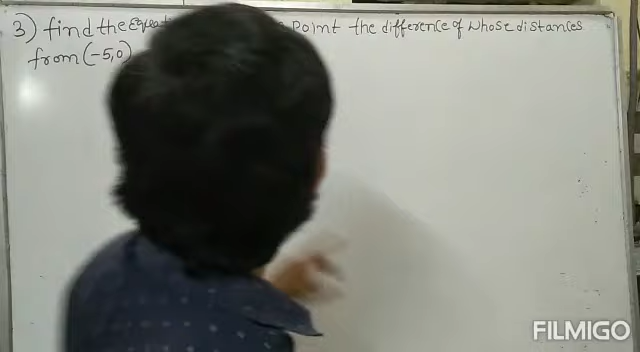 3) find the Equat Point the difference of whose distances
from (-5,0)
FILMIGO